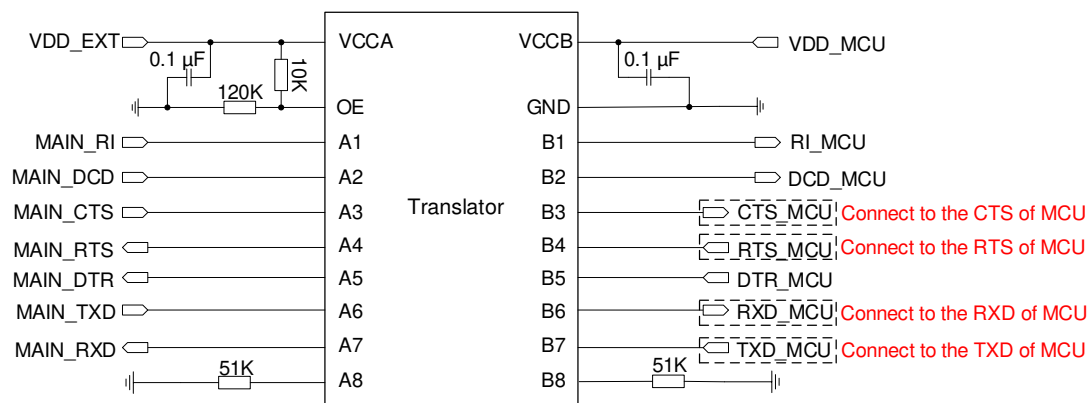 VDD_EXT VCCA VCCB VDD_MCU
0.1 µF 10K 0.1 µF
120K OE GND
MAIN_RI A1 B1 RI_MCU
MAIN_DCD A2 B2 DCD_MCU
MAIN_CTS A3 Translator B3 CTS_MCU Connect to the CTS of MCU
MAIN_RTS A4 B4 RTS_MCU Connect to the RTS of MCU
MAIN_DTR A5 B5 DTR_MCU
MAIN_TXD A6 B6 RXD_MCU Connect to the RXD of MCU
MAIN_RXD A7 B7 TXD_MCU Connect to the TXD of MCU
51K A8 B8 51K